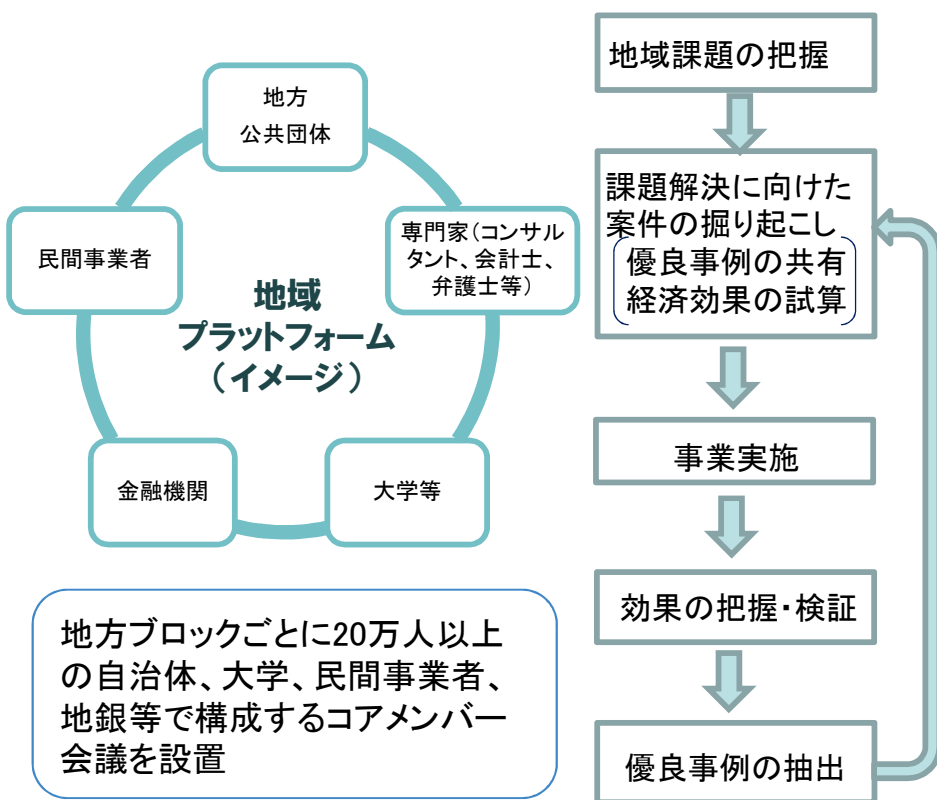 地方
公共団体
専門家（コンサル
タント、会計士、
弁護士等）
大学等
金融機関
民間事業者
地域
プラットフォーム
（イメージ）
地方ブロックごとに20万人以上
の自治体、大学、民間事業者、
地銀等で構成するコアメンバー
会議を設置
地域課題の把握
課題解決に向けた
案件の掘り起こし
優良事例の共有
経済効果の試算
事業実施
効果の把握・検証
優良事例の抽出